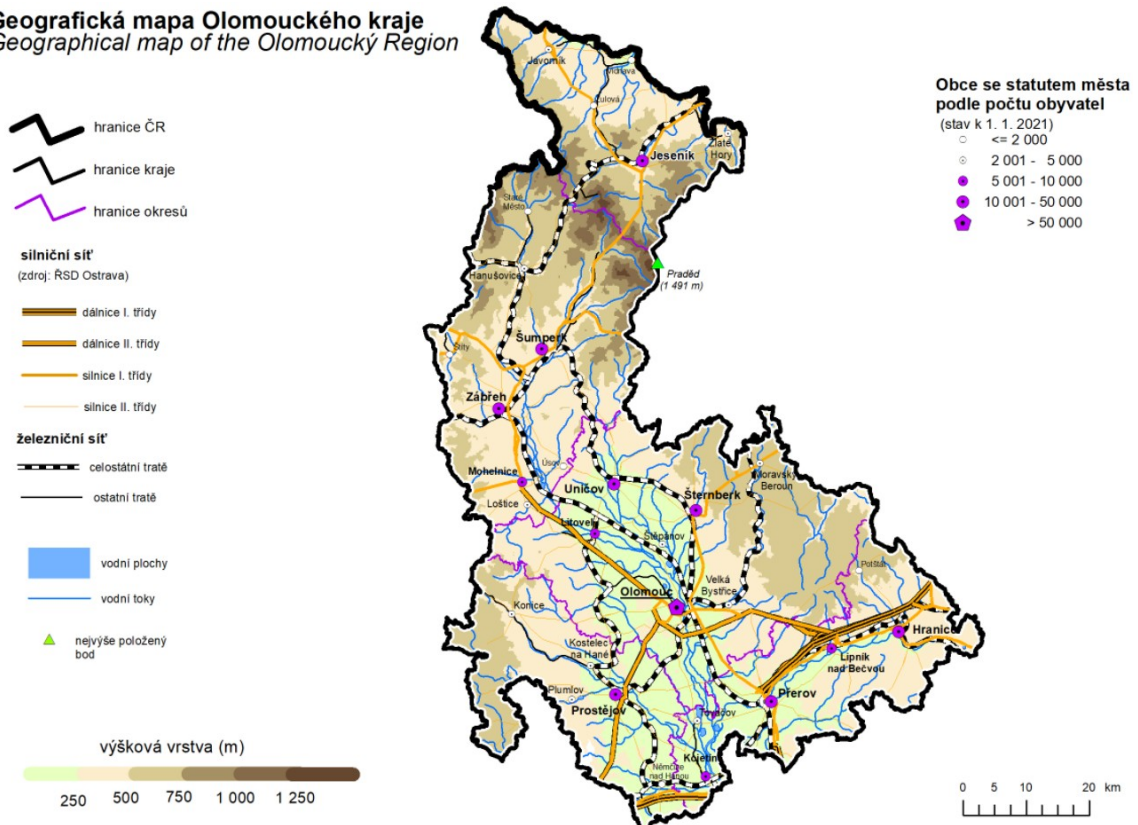 Geografická mapa Olomouckého kraje
Geographical map of the Olomoucký Region
hranice ČR
hranice kraje
hranice okresů
silniční síť
(zdroj: ŘSD Ostrava)
dálnice I. třídy
dálnice II. třídy
silnice I. třídy
silnice II. třídy
železniční síť
celostátní tratě
ostatní tratě
vodní plochy
vodní toky
nejvýše položený
bod
výšková vrstva (m)
250 500 750 1 000 1 250
Obce se statutem města
podle počtu obyvatel
(stav k 1. 1. 2021)
<= 2 000
2 001 - 5 000
5 001 - 10 000
10 001 - 50 000
> 50 000
Javorník
Vidnava
Žulová
Zlaté
Hory
Jeseník
Staré
Město
Hanušovice
Praděd
(1 491 m)
Šumperk
Štíty
Zábřeh
Mohelnice
Úsov
Uničov
Moravský
Beroun
Šternberk
Loštice
Litovel
Štěpánov
Potštát
Olomouc
Velká
Bystřice
Konice
Hranice
Kostelec
na Hané
Lipník
nad Bečvou
Plumlov
Prostějov
Přerov
Tovačov
Kojetín
Němčice
nad Hanou
0 5 10 20 km